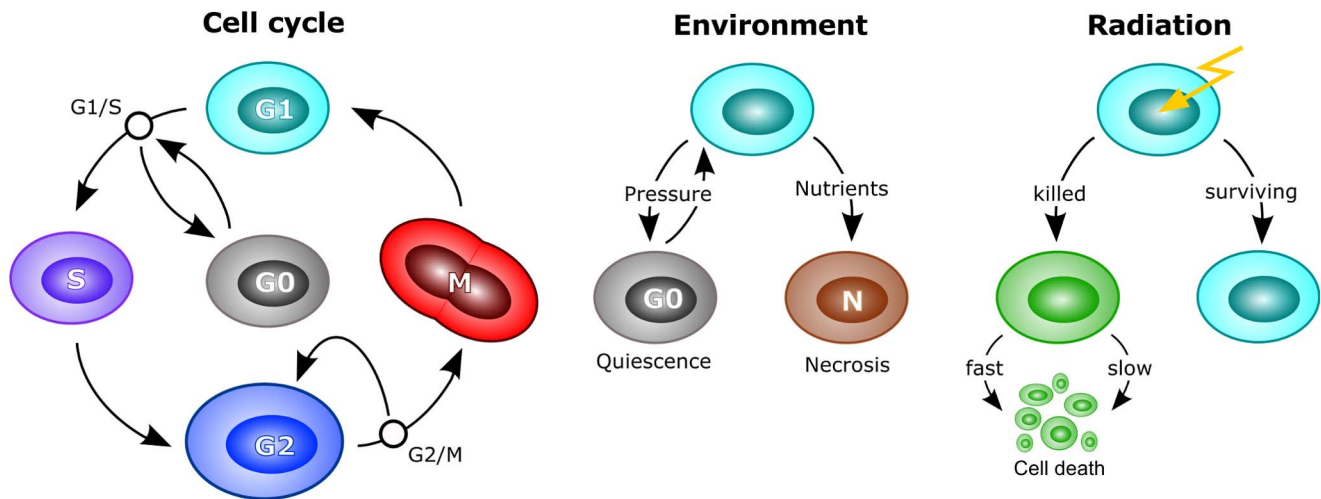 Cell cycle
G1/S
G1
S
G0
M
G2
G2/M
Environment
Pressure
Nutrients
G0
N
Quiescence
Necrosis
Radiation
killed
surviving
fast
slow
Cell death